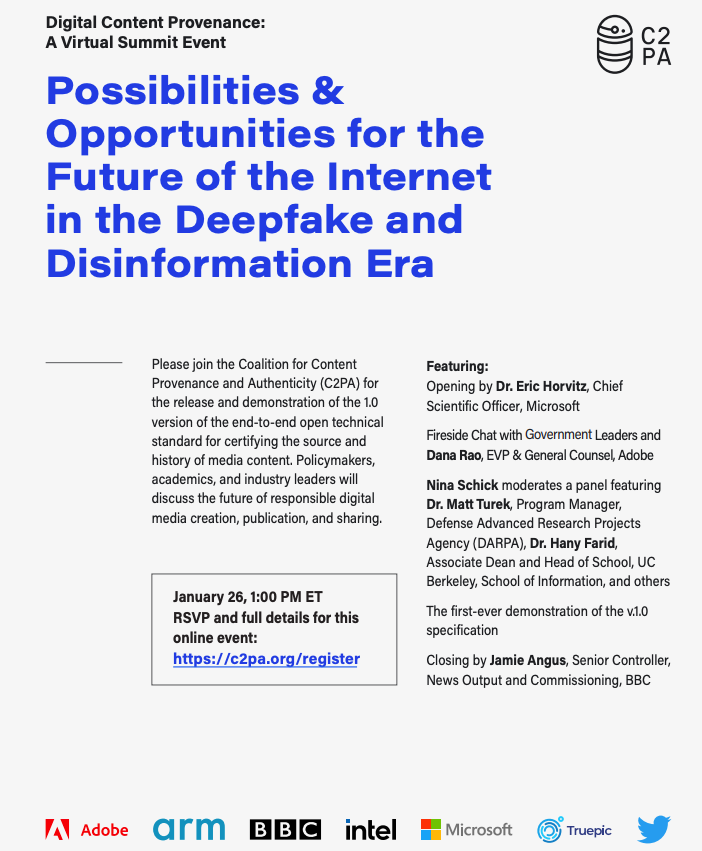 Digital Content Provenance:
A Virtual Summit Event
C2
PA
Possibilities &
Opportunities for the
Future of the Internet
in the Deepfake and
Disinformation Era
Please join the Coalition for Content
Provenance and Authenticity (C2PA) for
the release and demonstration of the 1.0
version of the end-to-end open technical
standard for certifying the source and
history of media content. Policymakers,
academics, and industry leaders will
discuss the future of responsible digital
media creation, publication, and sharing.
January 26, 1:00 PM ET
RSVP and full details for this
online event:
https://c2pa.org/register
Featuring:
Opening by Dr. Eric Horvitz, Chief
Scientific Officer, Microsoft
Fireside Chat with Government Leaders and
Dana Rao, EVP & General Counsel, Adobe
Nina Schick moderates a panel featuring
Dr. Matt Turek, Program Manager,
Defense Advanced Research Projects
Agency (DARPA), Dr. Hany Farid,
Associate Dean and Head of School, UC
Berkeley, School of Information, and others
The first-ever demonstration of the v.1.0
specification
Closing by Jamie Angus, Senior Controller,
News Output and Commissioning, BBC
Adobe arm BBC intel Microsoft Truepic